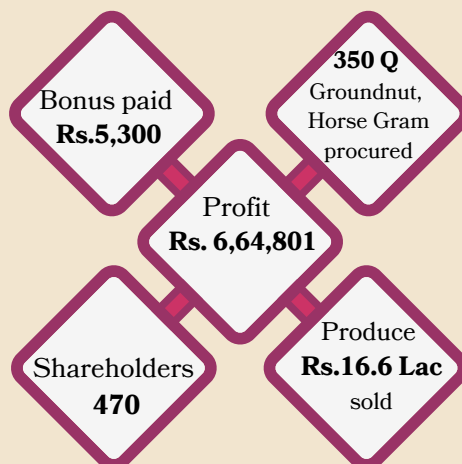 Bonus paid
Rs.5,300
350 Q
Groundnut,
Horse Gram
procured
Profit
Rs. 6,64,801
Shareholders
470
Produce
Rs.16.6 Lac
sold